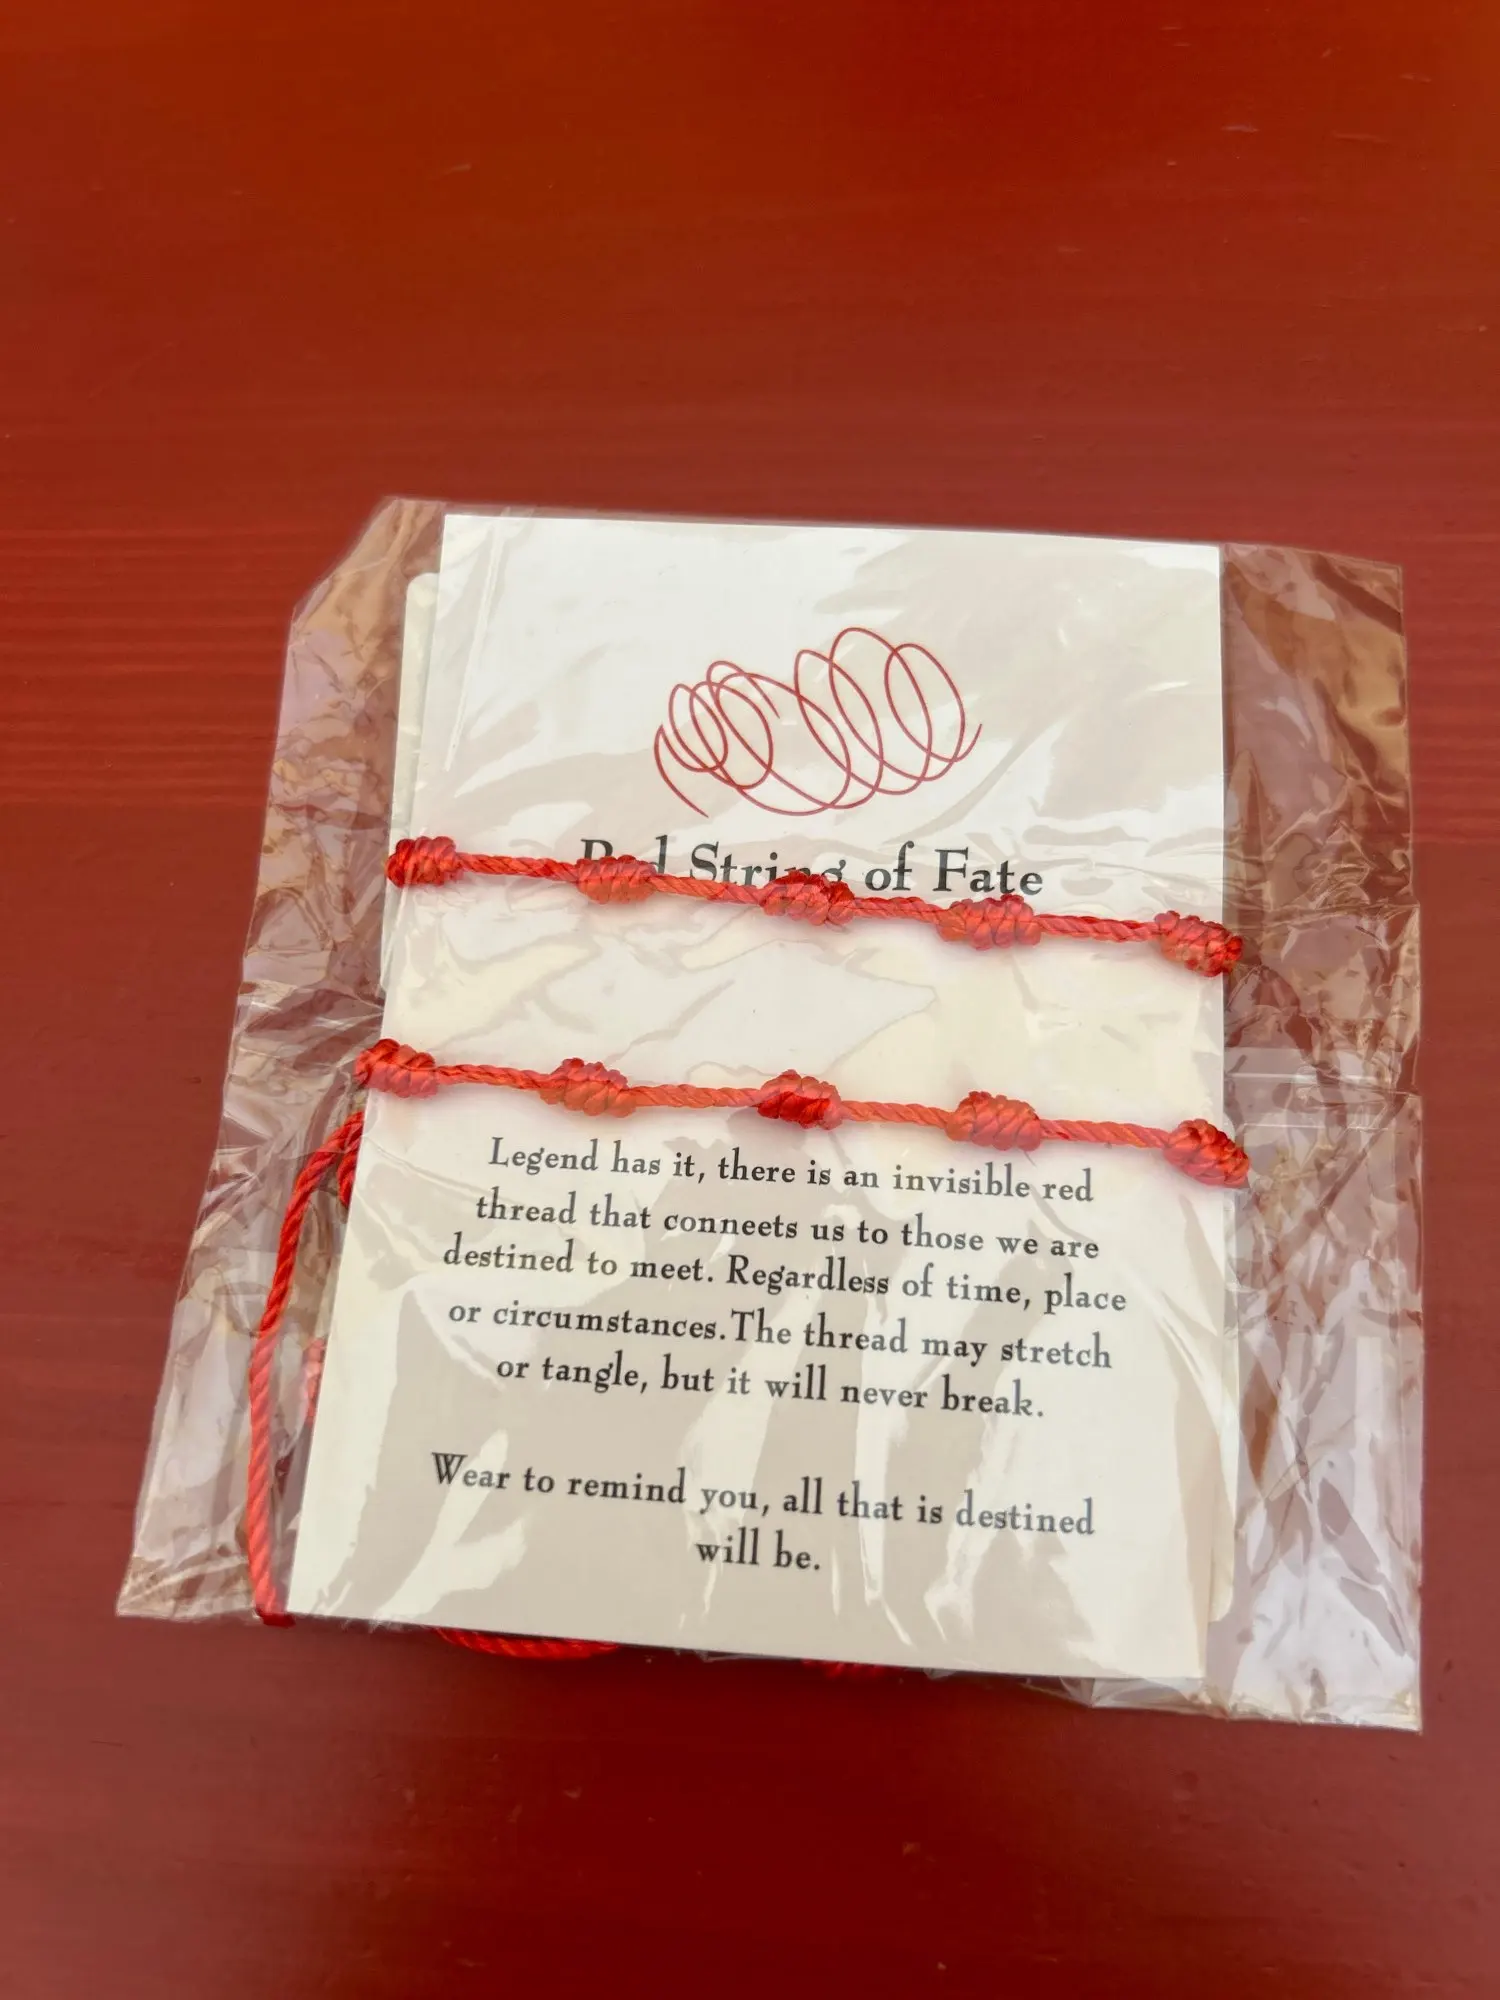 Red String of Fate
Legend has it, there is an invisible red
thread that conneets us to those we are
destined to meet. Regardless of time, place
or circumstances.The thread may stretch
or tangle, but it will never break.
Wear to remind you, all that is destined
will be.